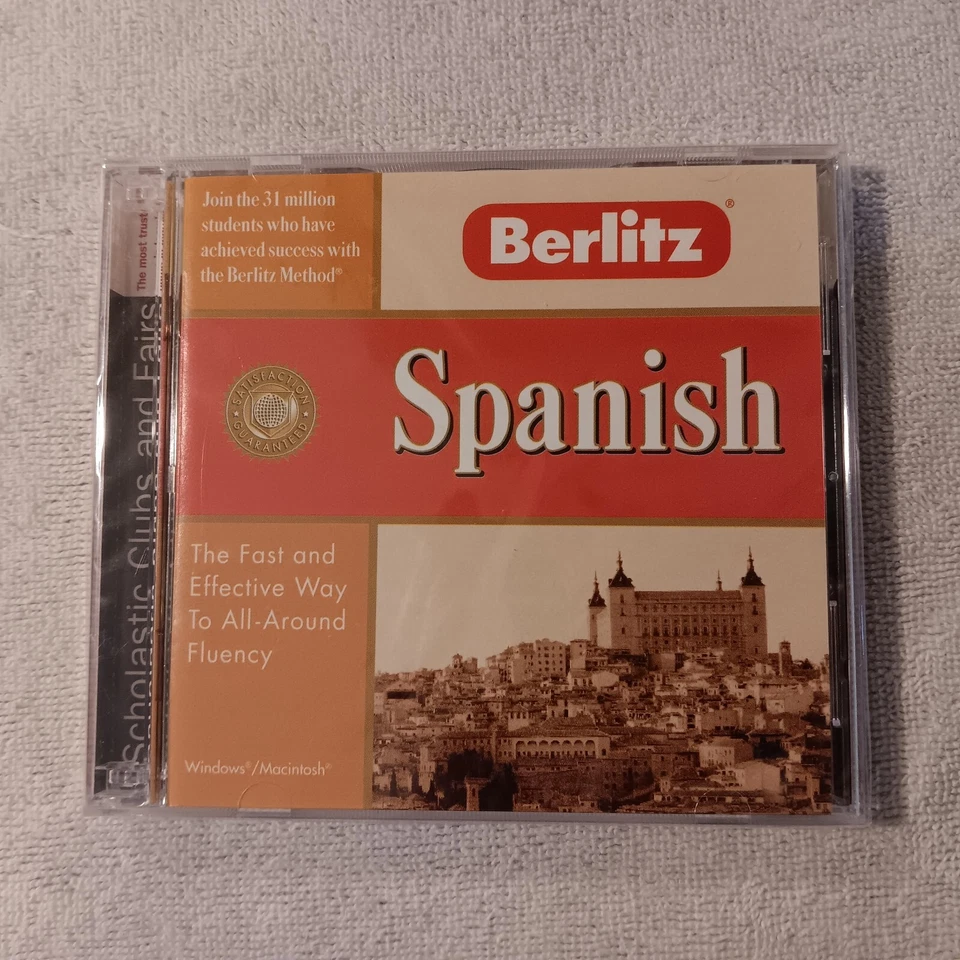 Join the 31 million
students who have
achieved success with
the Berlitz Method®
Berlitz®
Spanish
SATISFACTION
GUARANTEED
The Fast and
Effective Way
To All-Around
Fluency
Windows®/Macintosh®
Scholastic Clubs and Fairs
The most trust